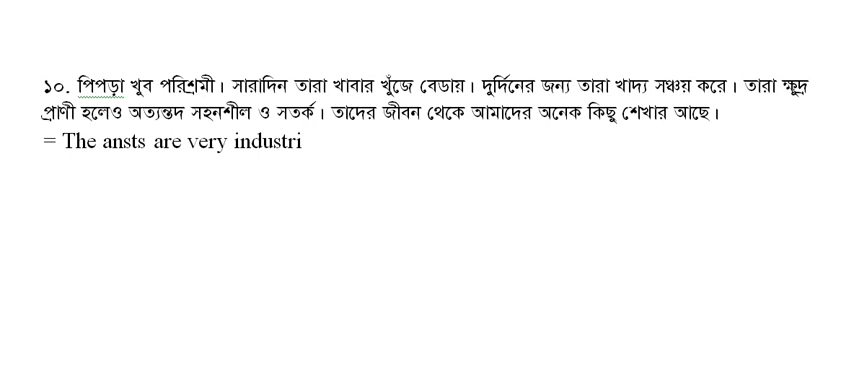 ১০. পিপড়া খুব পরিশ্রমী। সারাদিন তারা খাবার খুঁজে বেডায়। দুর্দিনের জন্য তারা খাদ্য সঞ্চয় করে। তারা ক্ষুদ্র
প্রাণী হলেও অত্যন্তদ সহনশীল ও সতর্ক। তাদের জীবন থেকে আমাদের অনেক কিছু শেখার আছে।
= The ansts are very industri